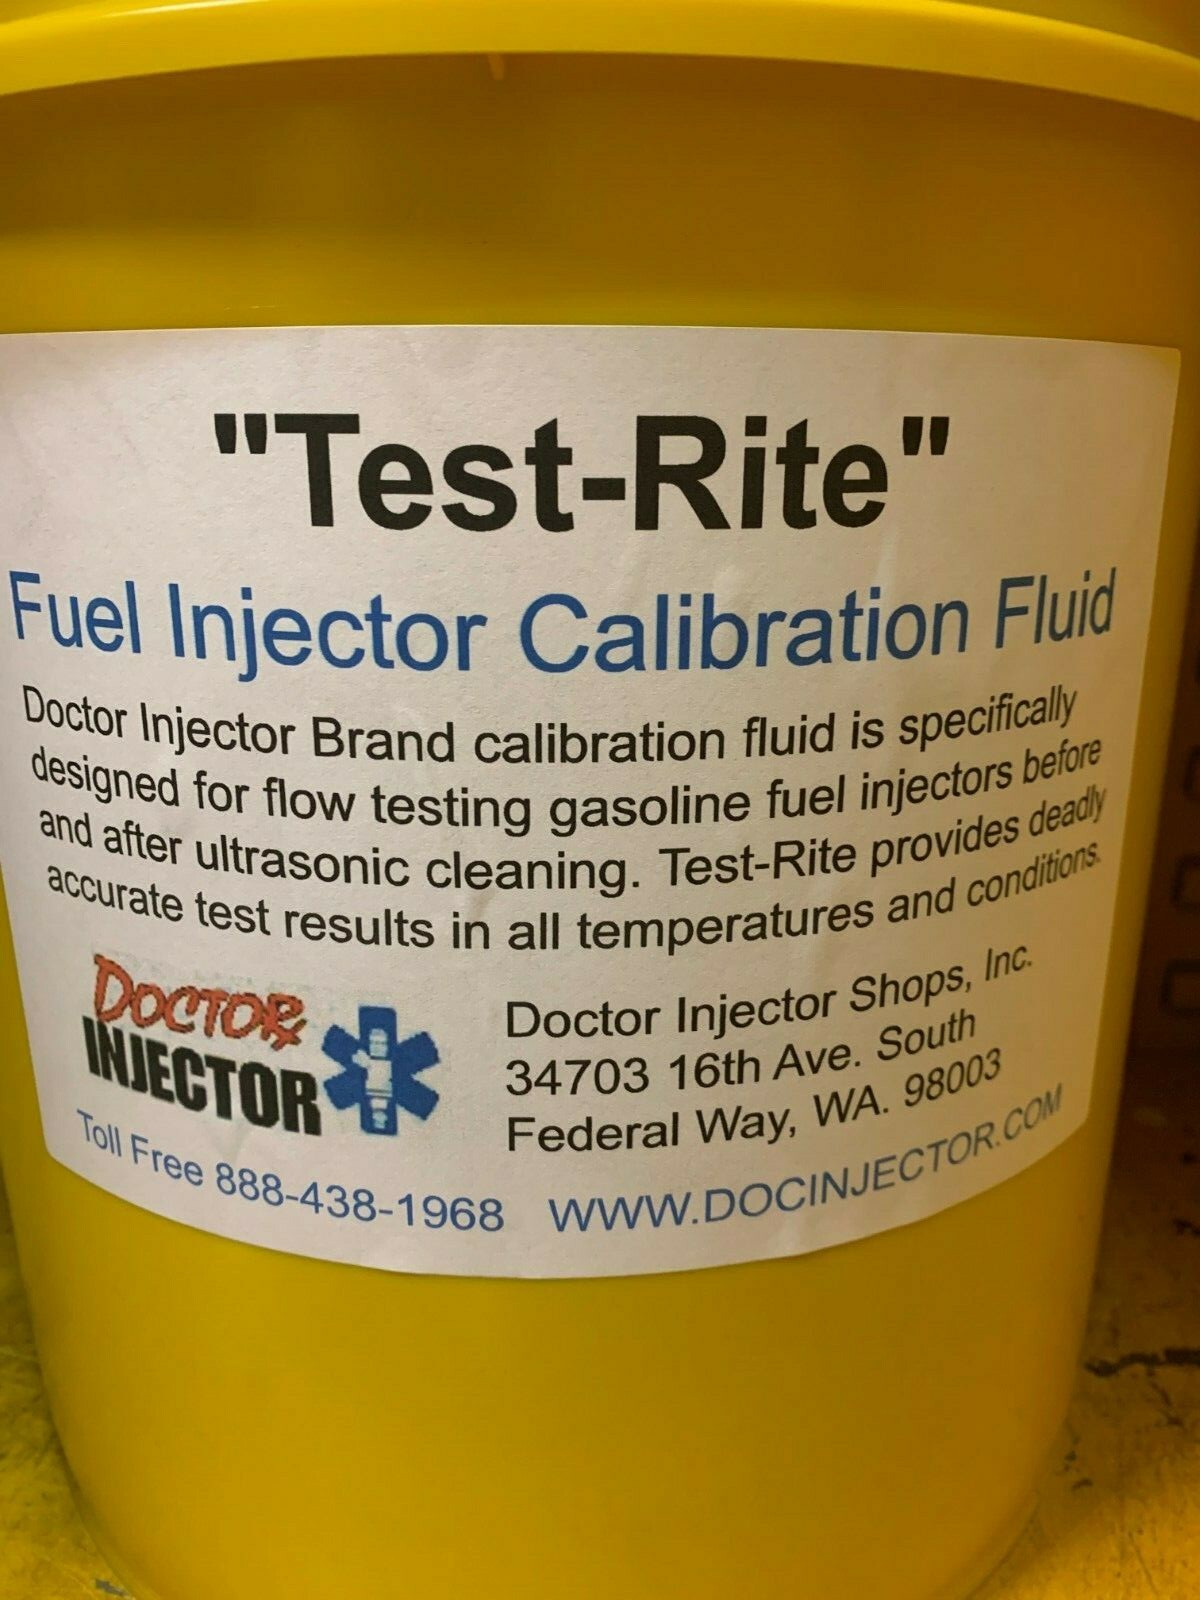 "Test-Rite"
Fuel Injector Calibration Fluid
Doctor Injector Brand calibration fluid is specifically
designed for flow testing gasoline fuel injectors before
and after ultrasonic cleaning. Test-Rite provides deadly
accurate test results in all temperatures and conditions.
DOCTOR
INJECTOR
Doctor Injector Shops, Inc.
34703 16th Ave. South
Federal Way, WA. 98003
Toll Free 888-438-1968 WWW.DOCINJECTOR.COM